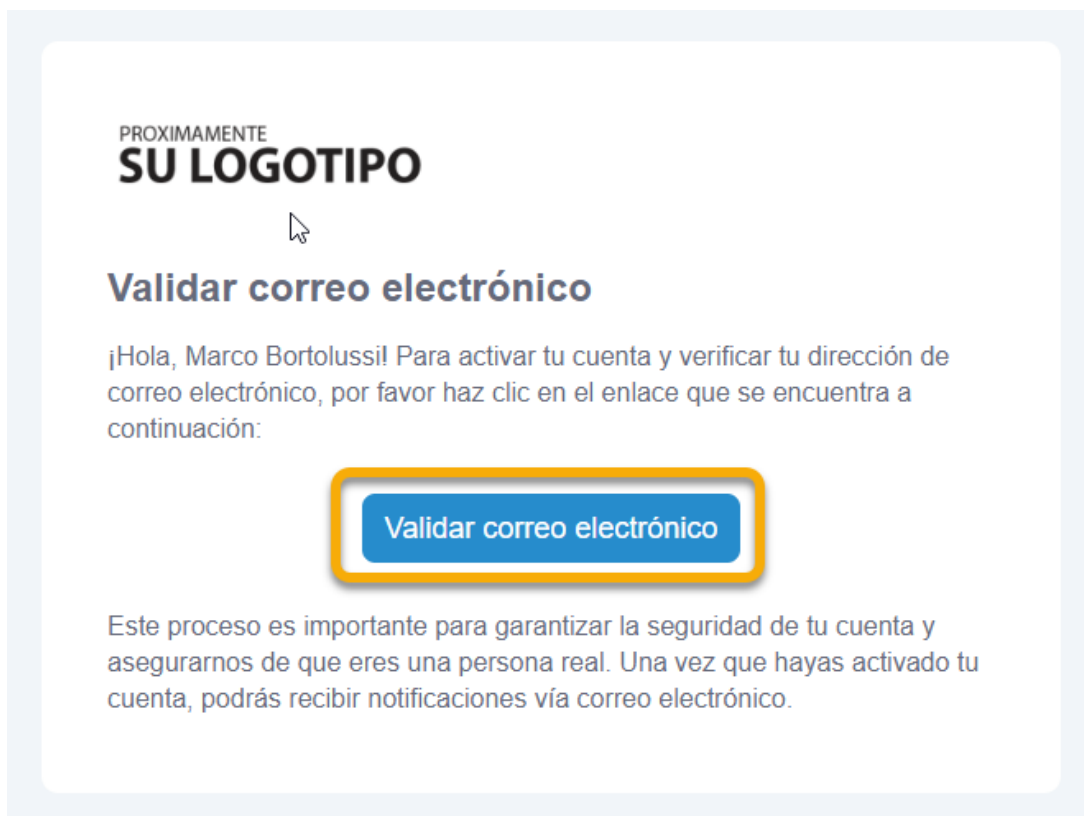 PROXIMAMENTE
SU LOGOTIPO
Validar correo electrónico
¡Hola, Marco Bortolussi! Para activar tu cuenta y verificar tu dirección de
correo electrónico, por favor haz clic en el enlace que se encuentra a
continuación:
Validar correo electrónico
Este proceso es importante para garantizar la seguridad de tu cuenta y
asegurarnos de que eres una persona real. Una vez que hayas activado tu
cuenta, podrás recibir notificaciones vía correo electrónico.